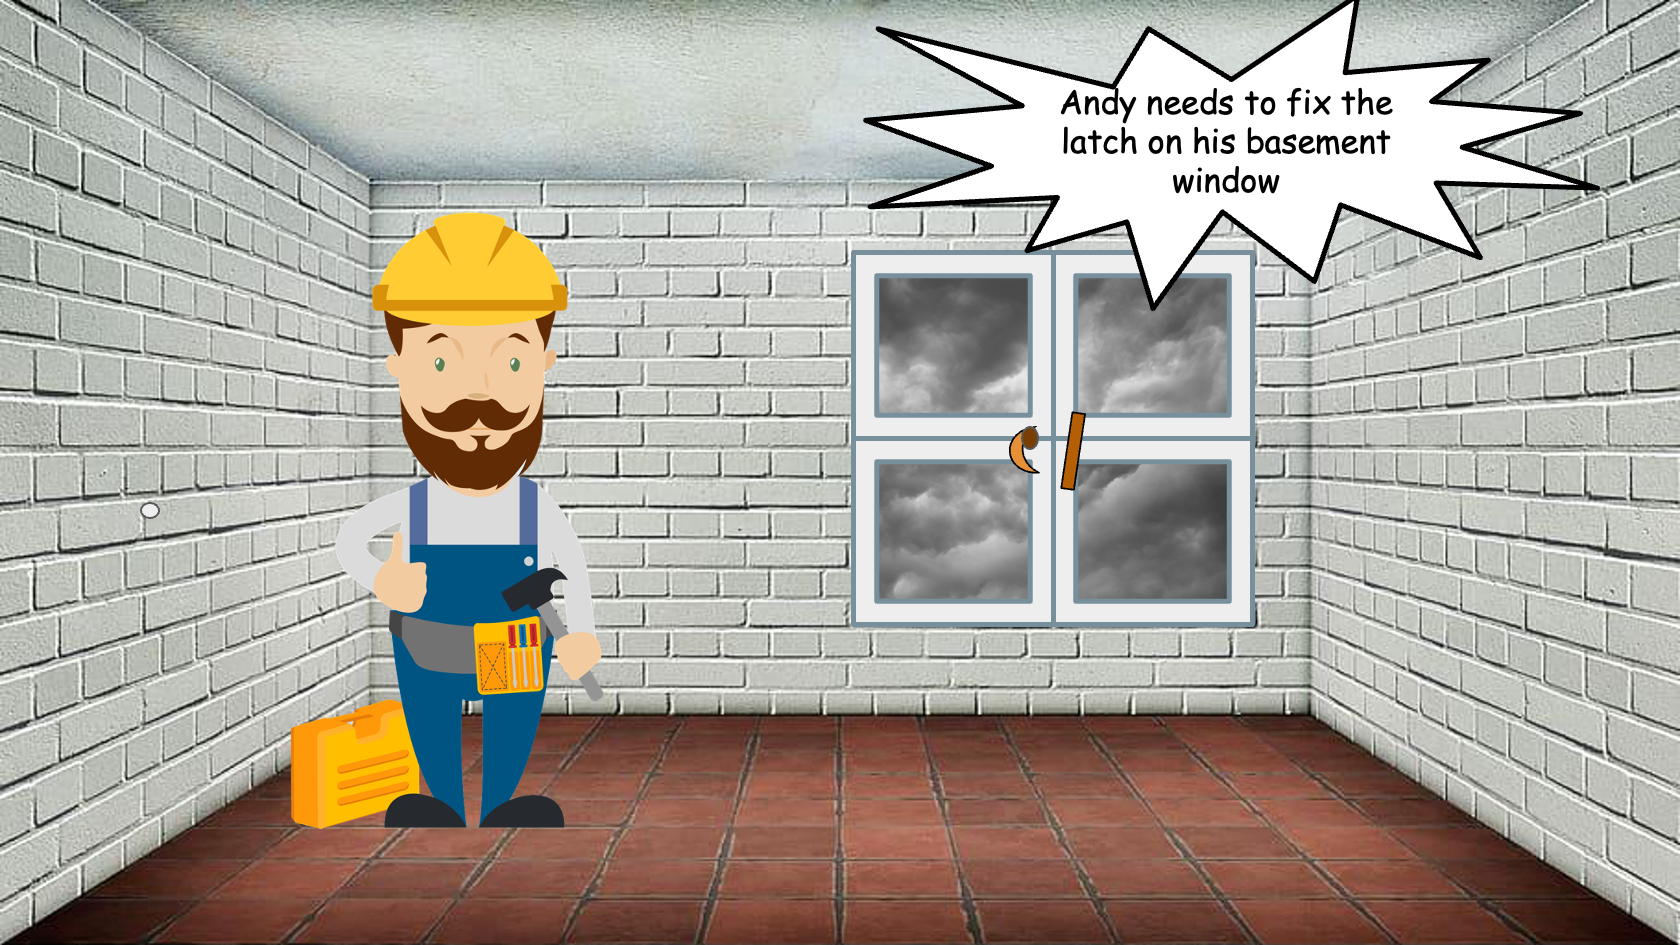 Andy needs to fix the
latch on his basement
window